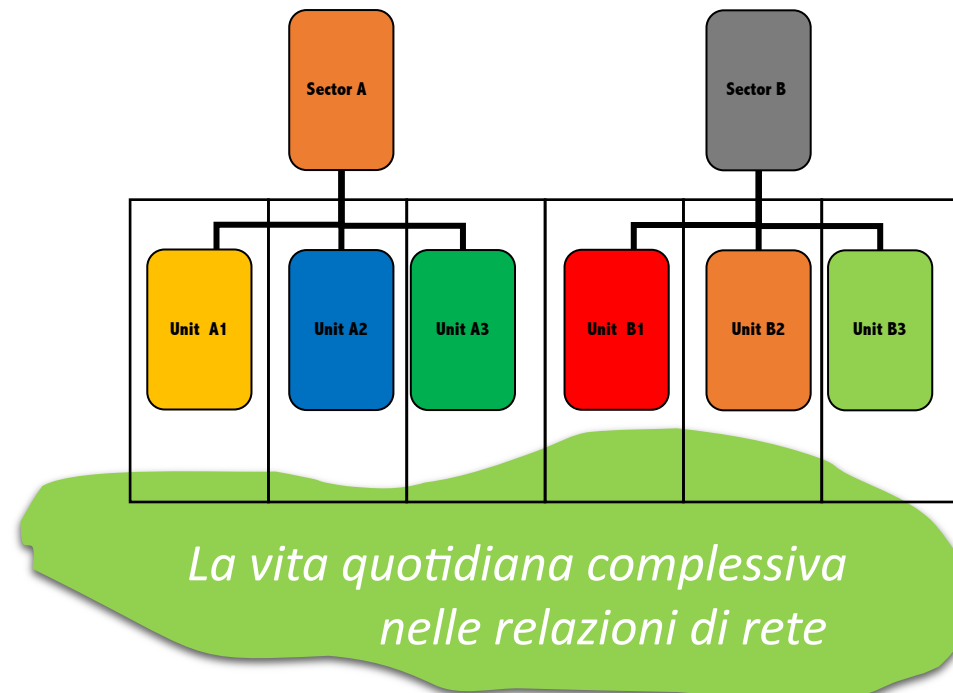 Sector A
Sector B
Unit A1
Unit A2
Unit A3
Unit B1
Unit B2
Unit B3
La vita quotidiana complessiva
nelle relazioni di rete